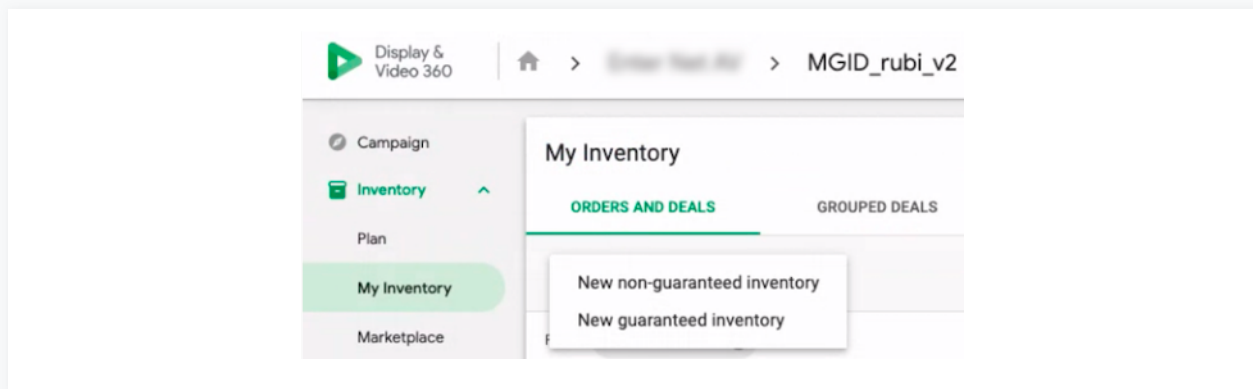 Display &
Video 360
> > MGID_rubi_v2
Campaign
My Inventory
Inventory
ORDERS AND DEALS GROUPED DEALS
Plan
My Inventory
New non-guaranteed inventory
New guaranteed inventory
Marketplace